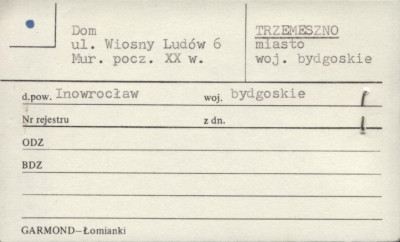 Dom
ul. Wiosny Ludów 6
Mur. pocz. XX w.
TRZEMESZNO
miasto
woj. bydgoskie
d.pow. Inowrocław woj. bydgoskie
Nr rejestru z dn.
ODZ
BDZ
GARMOND—Łomianki